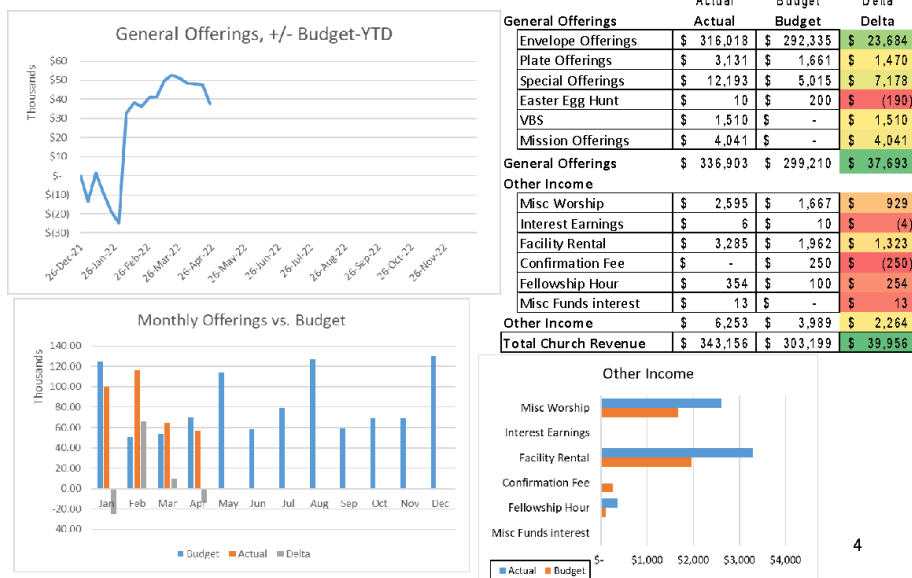 General Offerings, +/- Budget-YTD
Thousands
$60
$50
$40
$30
$20
$10
$-
$(10)
$(20)
$(30)
26-Dec-21
26-Jan-22
26-Feb-22
26-Mar-22
26-Apr-22
26-May-22
26-Jun-22
26-Jul-22
26-Aug-22
26-Sep-22
26-Oct-22
26-Nov-22
Actual Budget Delta
General Offerings Actual Budget Delta
Envelope Offerings $ 316,018 $ 292,335 $ 23,684
Plate Offerings $ 3,131 $ 1,661 $ 1,470
Special Offerings $ 12,193 $ 5,015 $ 7,178
Easter Egg Hunt $ 10 $ 200 $ (190)
VBS $ 1,510 $ - $ 1,510
Mission Offerings $ 4,041 $ - $ 4,041
General Offerings $ 336,903 $ 299,210 $ 37,693
Other Income
Misc Worship $ 2,595 $ 1,667 $ 929
Interest Earnings $ 6 $ 10 $ (4)
Facility Rental $ 3,285 $ 1,962 $ 1,323
Confirmation Fee $ - $ 250 $ (250)
Fellowship Hour $ 354 $ 100 $ 254
Misc Funds interest $ 13 $ - $ 13
Other Income $ 6,253 $ 3,989 $ 2,264
Total Church Revenue $ 343,156 $ 303,199 $ 39,956
Monthly Offerings vs. Budget
Thousands
140.00
120.00
100.00
80.00
60.00
40.00
20.00
0.00
-20.00
40.00
Jan Feb Mar Apr May Jun Jul Aug Sep Oct Nov Dec
Budget Actual Delta
Other Income
Misc Worship
Interest Earnings
Facility Rental
Confirmation Fee
Fellowship Hour
Misc Funds interest
$- $1,000 $2,000 $3,000 $4,000
Actual Budget
4